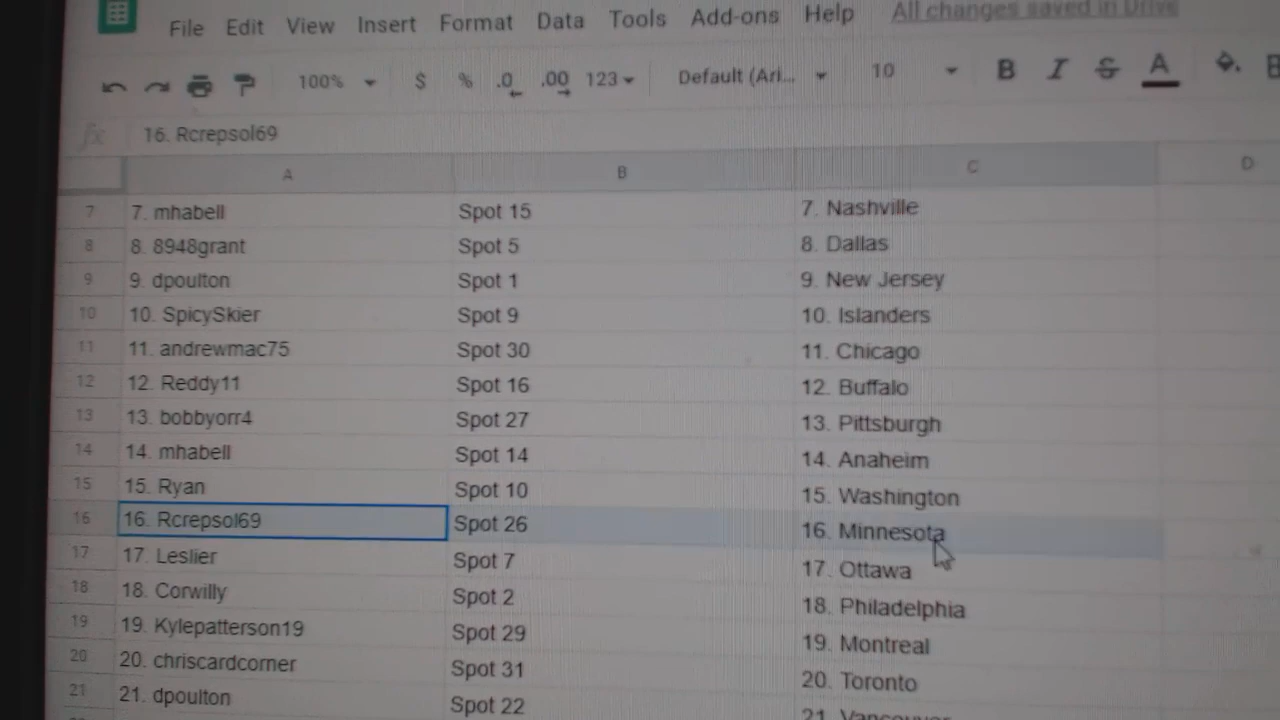 File Edit View Insert Format Data Tools Add-ons Help All changes saved in Drive
100% $ % .0 .00 123 Default (Ari... 10 B I S A
fx 16. Rcrepsol69
A B C D
7 7. mhabell Spot 15 7. Nashville
8 8. 8948grant Spot 5 8. Dallas
9 9. dpoulton Spot 1 9. New Jersey
10 10. SpicySkier Spot 9 10. Islanders
11 11. andrewmac75 Spot 30 11. Chicago
12 12. Reddy11 Spot 16 12. Buffalo
13 13. bobbyorr4 Spot 27 13. Pittsburgh
14 14. mhabell Spot 14 14. Anaheim
15 15. Ryan Spot 10 15. Washington
16 16. Rcrepsol69 Spot 26 16. Minnesota
17 17. Leslier Spot 7 17. Ottawa
18 18. Corwilly Spot 2 18. Philadelphia
19 19. Kylepatterson19 Spot 29 19. Montreal
20 20. chriscardcorner Spot 31 20. Toronto
21 21. dpoulton Spot 22 21. Vancouver